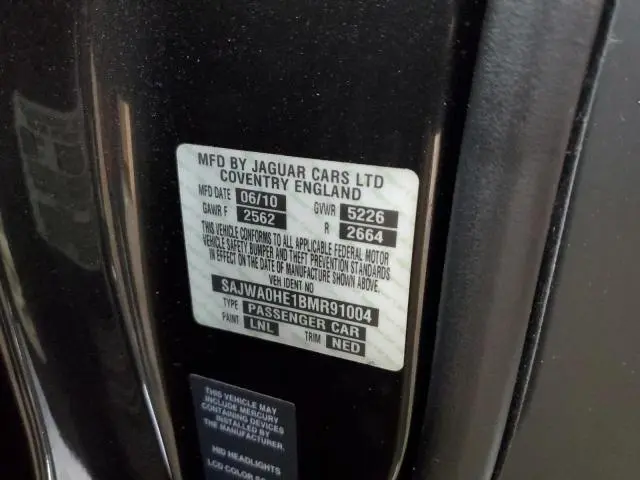 MFD BY JAGUAR CARS LTD
COVENTRY ENGLAND
MFD DATE 06/10 GVWR 5226
GAWR F 2562 R 2664
THIS VEHICLE CONFORMS TO ALL APPLICABLE FEDERAL MOTOR
VEHICLE SAFETY BUMPER AND THEFT PREVENTION STANDARDS
IN EFFECT ON THE DATE OF MANUFACTURE SHOWN ABOVE.
VEH IDENT NO
SAJWA0HE1BMR91004
TYPE PASSENGER CAR
PAINT LNL TRIM NED
THIS VEHICLE MAY
INCLUDE MERCURY
CONTAINING DEVICES
INSTALLED BY
THE MANUFACTURER.
HID HEADLIGHTS
LCD COLOR